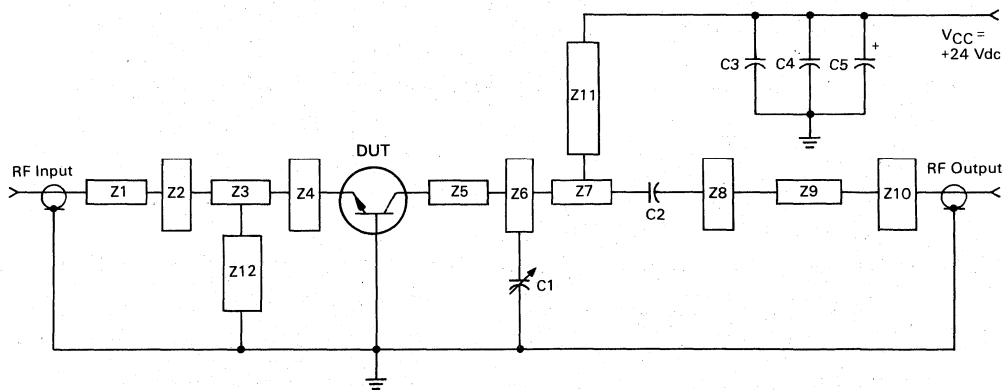 VCC =
+24 Vdc
C3
C4
C5
+
Z11
DUT
RF Input
Z1
Z2
Z3
Z4
Z5
Z6
Z7
C2
Z8
Z9
Z10
RF Output
Z12
C1